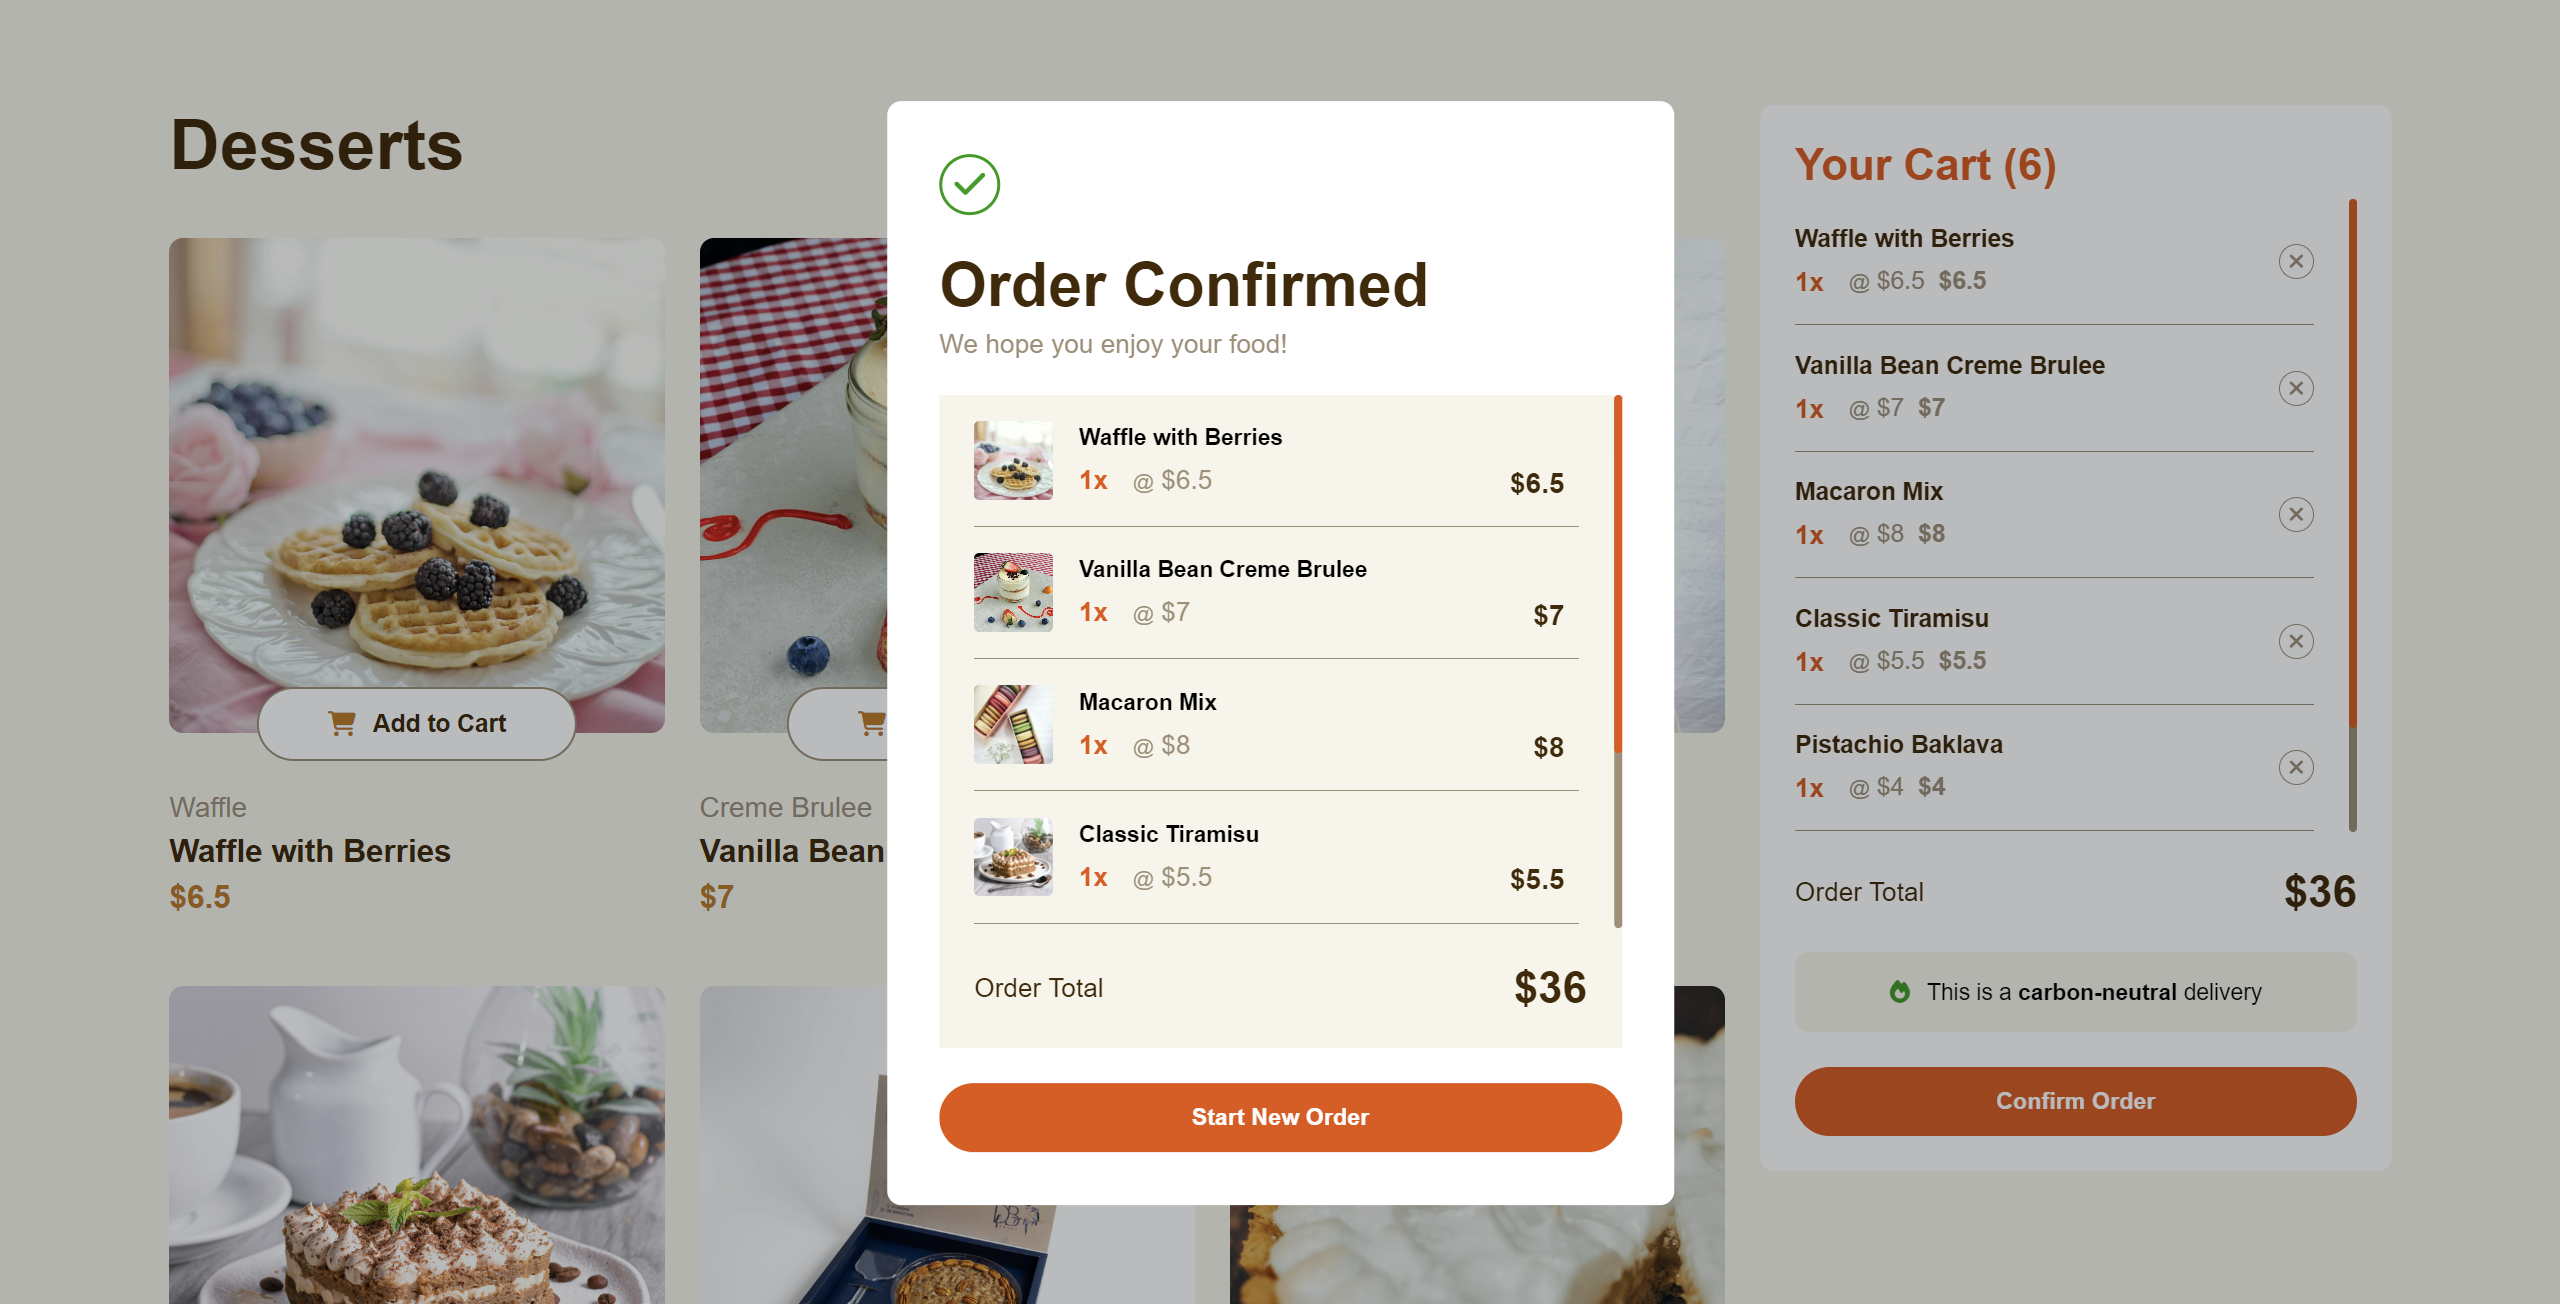 Desserts
Add to Cart
Waffle
Waffle with Berries
$6.5
Creme Brulee
Vanilla Bean
$7
Order Confirmed
We hope you enjoy your food!
Waffle with Berries
1x @ $6.5 $6.5
Vanilla Bean Creme Brulee
1x @ $7 $7
Macaron Mix
1x @ $8 $8
Classic Tiramisu
1x @ $5.5 $5.5
Order Total $36
Start New Order
Your Cart (6)
Waffle with Berries
1x @ $6.5 $6.5
Vanilla Bean Creme Brulee
1x @ $7 $7
Macaron Mix
1x @ $8 $8
Classic Tiramisu
1x @ $5.5 $5.5
Pistachio Baklava
1x @ $4 $4
Order Total $36
This is a carbon-neutral delivery
Confirm Order